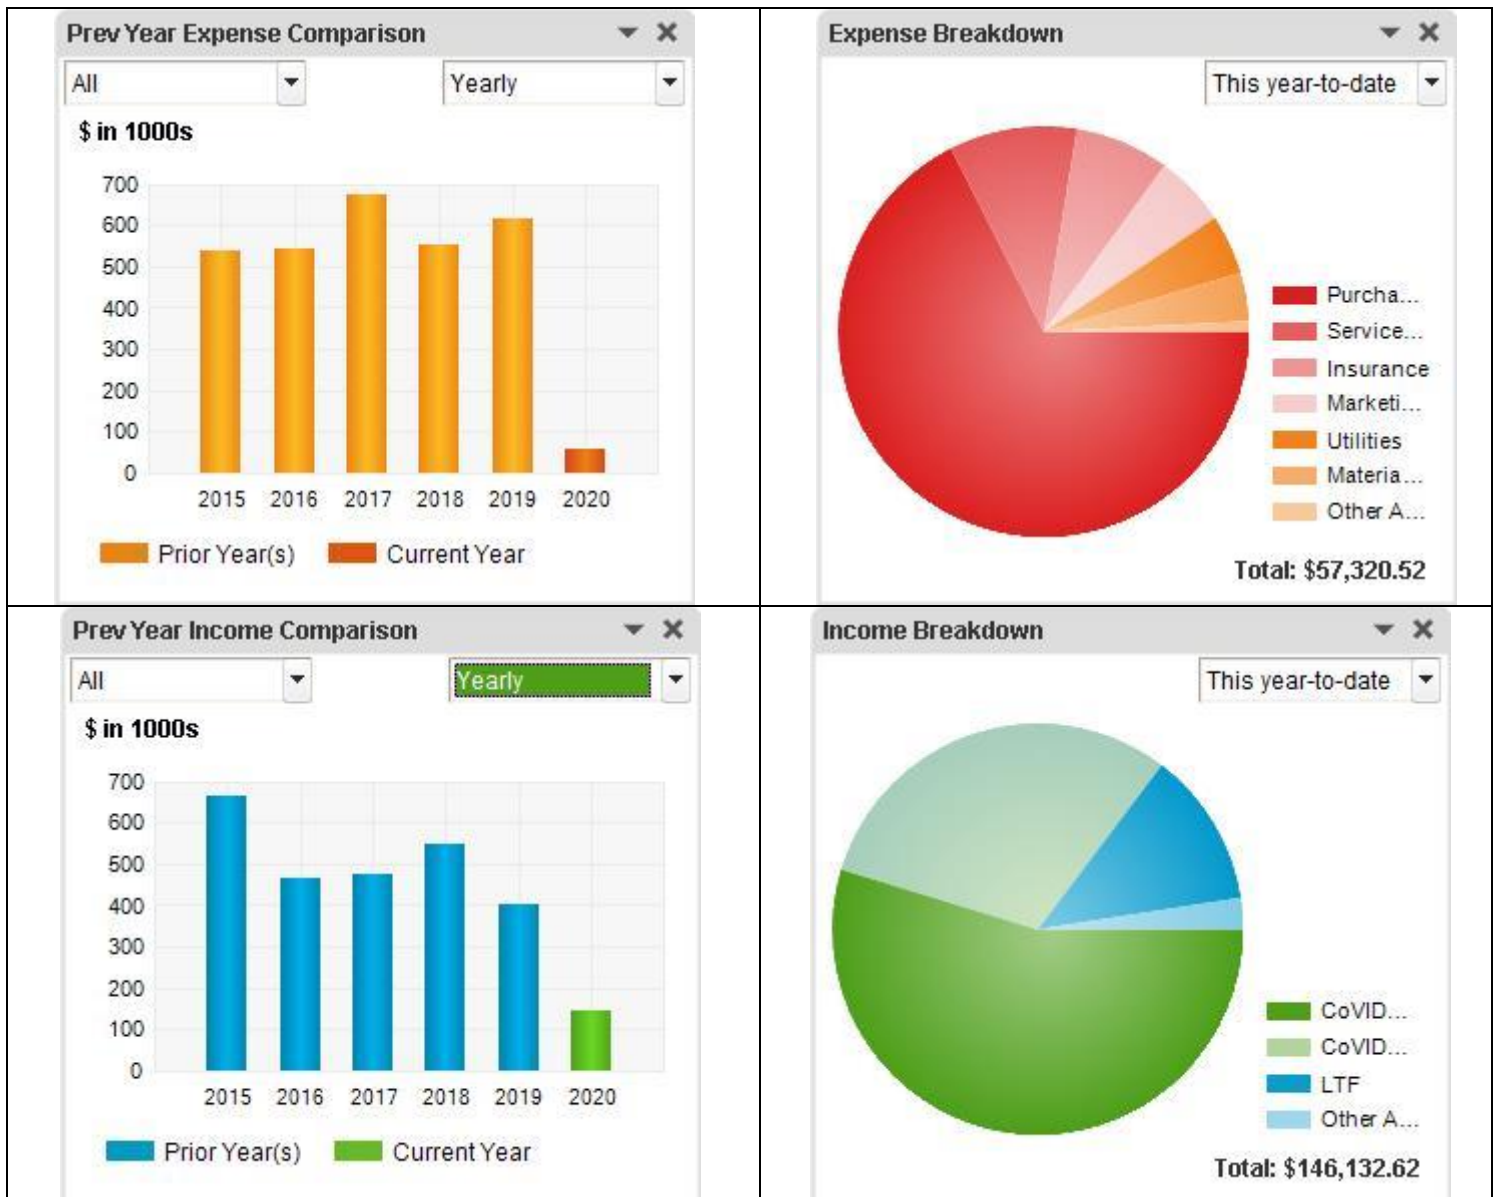 Prev Year Expense Comparison
All
Yearly
$ in 1000s
700
600
500
400
300
200
100
0
2015 2016 2017 2018 2019 2020
Prior Year(s) Current Year
Expense Breakdown
This year-to-date
Purcha...
Service...
Insurance
Marketi...
Utilities
Materia...
Other A...
Total: $57,320.52
Prev Year Income Comparison
All
Yearly
$ in 1000s
700
600
500
400
300
200
100
0
2015 2016 2017 2018 2019 2020
Prior Year(s) Current Year
Income Breakdown
This year-to-date
CoVID...
CoVID...
LTF
Other A...
Total: $146,132.62